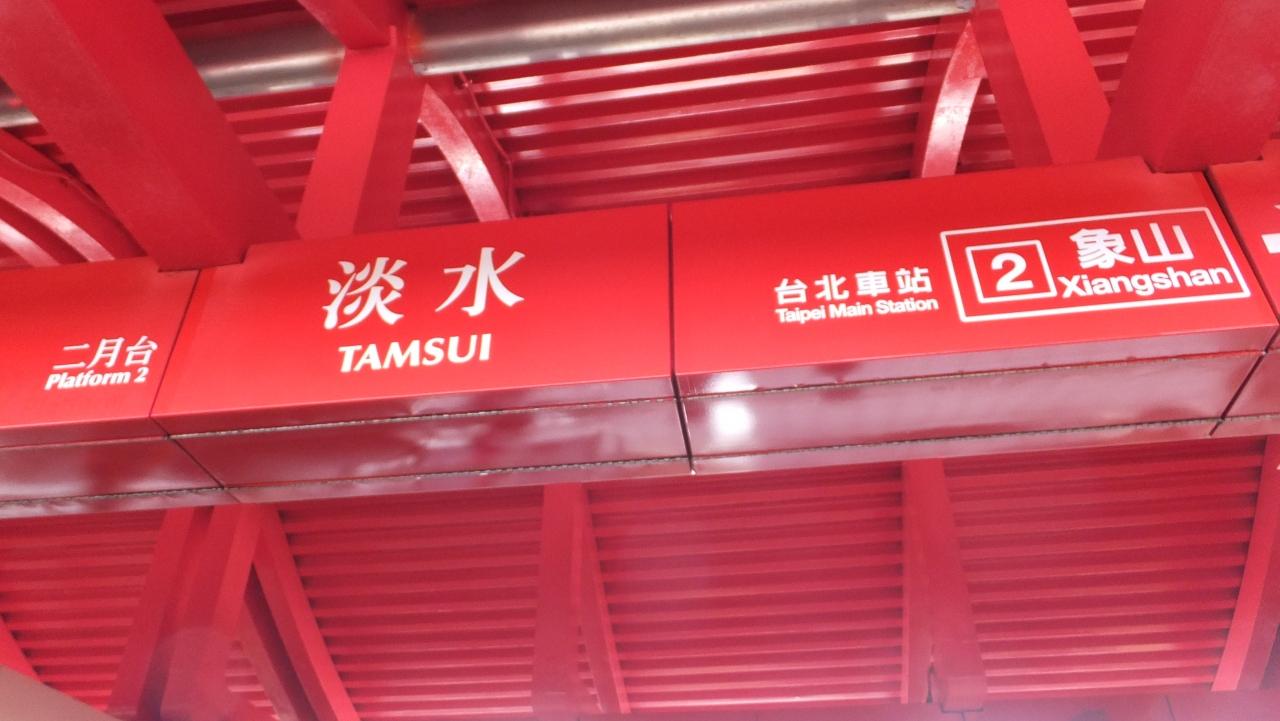 二月台
Platform 2
淡水
TAMSUI
台北車站
Taipei Main Station
2
象山
Xiangshan